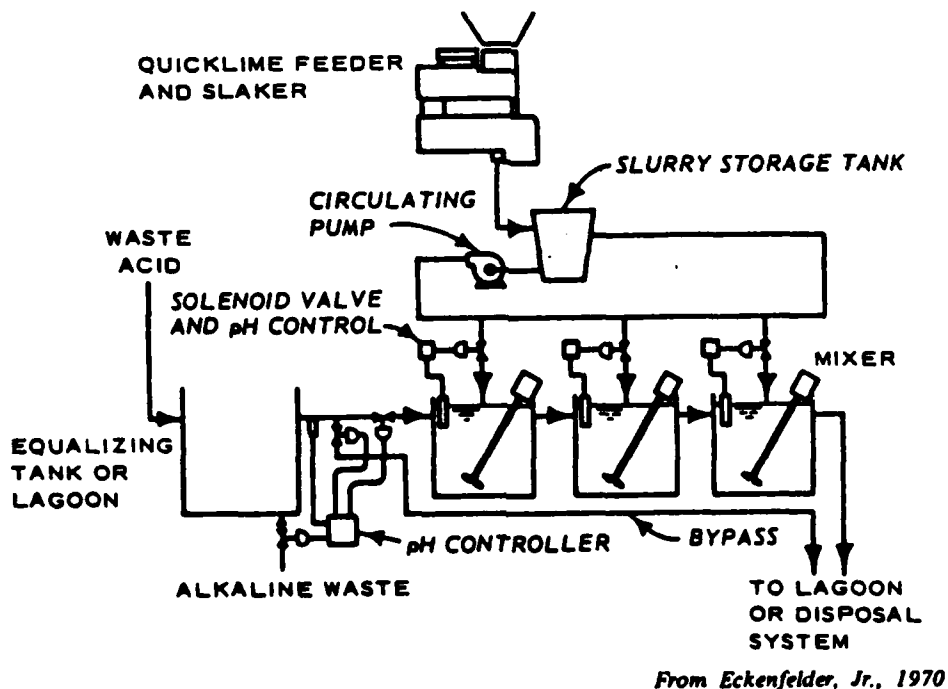 QUICKLIME FEEDER
AND SLAKER
SLURRY STORAGE TANK
CIRCULATING
PUMP
WASTE
ACID
SOLENOID VALVE
AND pH CONTROL
MIXER
EQUALIZING
TANK OR
LAGOON
pH CONTROLLER
BYPASS
ALKALINE WASTE
TO LAGOON
OR DISPOSAL
SYSTEM
From Eckenfelder, Jr., 1970